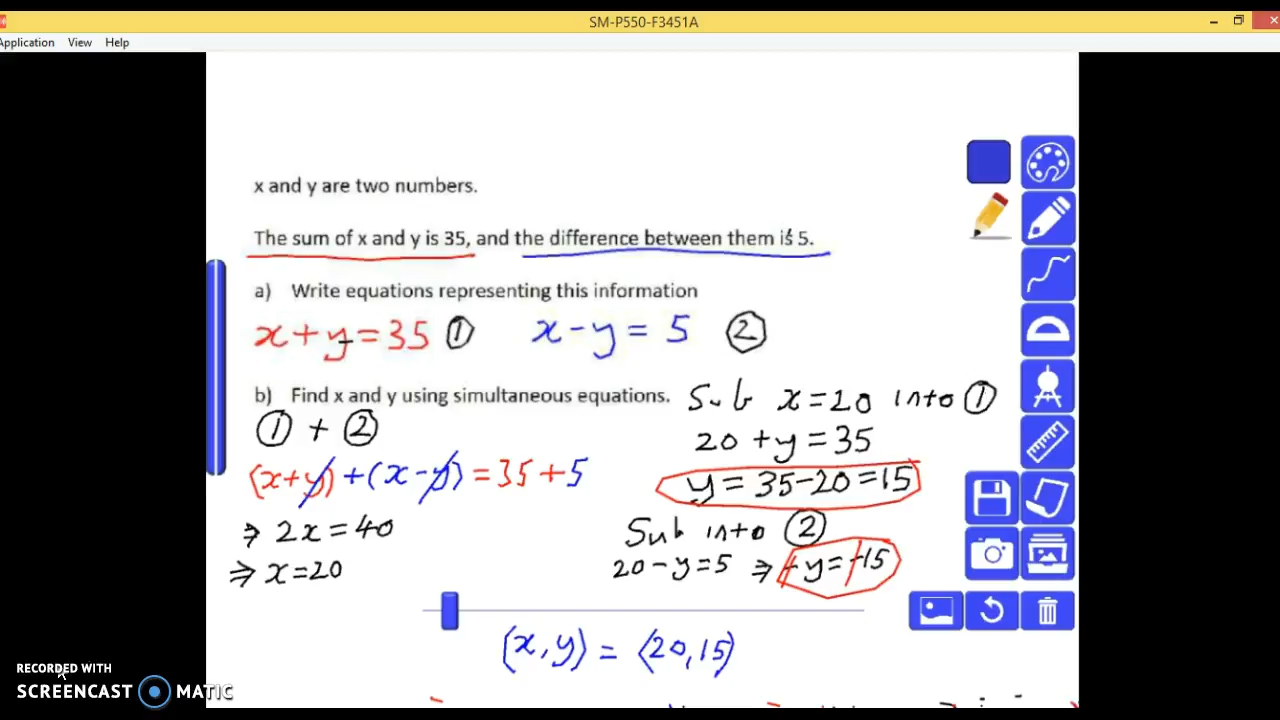 SM-P550-F3451A
Application View Help
x and y are two numbers.
The sum of x and y is 35, and the difference between them is 5.
a) Write equations representing this information
x + y = 35 ① x - y = 5 ②
b) Find x and y using simultaneous equations.
① + ②
(x+y) + (x-y) = 35 + 5
⇒ 2x = 40
⇒ x = 20
Sub x = 20 into ①
20 + y = 35
y = 35 - 20 = 15
Sub into ②
20 - y = 5 ⇒ -y = -15
(x, y) = (20, 15)
RECORDED WITH
SCREENCAST MATIC